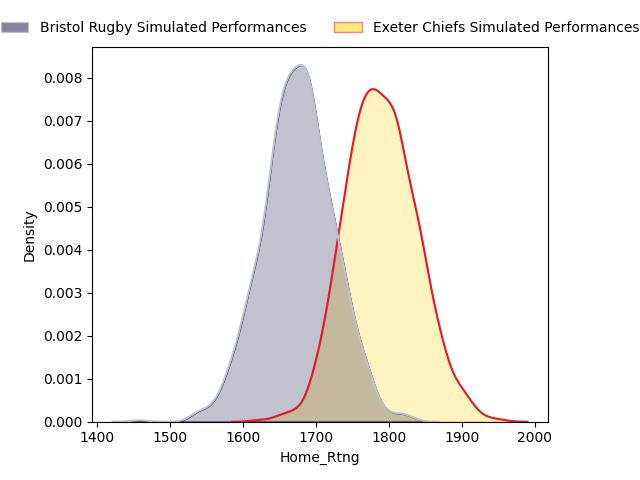 Bristol Rugby Simulated Performances
Exeter Chiefs Simulated Performances
0.008
0.007
0.006
0.005
0.004
0.003
0.002
0.001
0.000
Density
1400 1500 1600 1700 1800 1900 2000
Home_Rtng